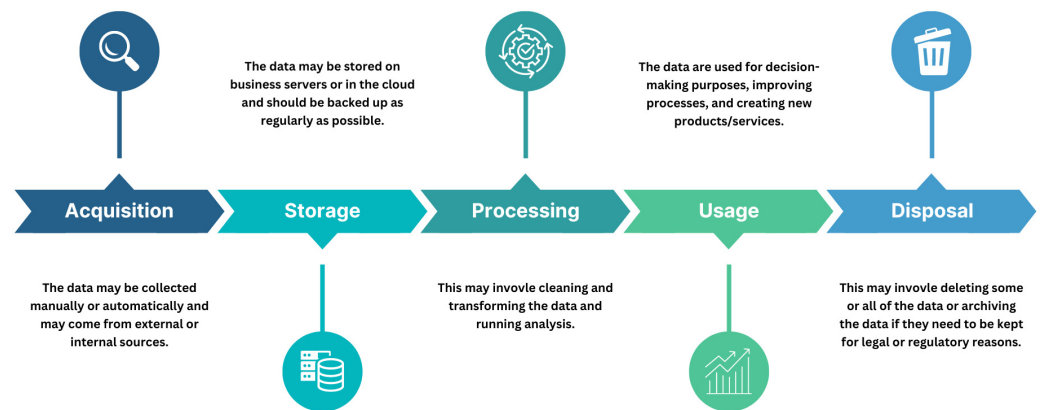 The data may be stored on
business servers or in the cloud
and should be backed up as
regularly as possible.
The data are used for decision-
making purposes, improving
processes, and creating new
products/services.
Acquisition
Storage
Processing
Usage
Disposal
The data may be collected
manually or automatically and
may come from external or
internal sources.
This may invovle cleaning and
transforming the data and
running analysis.
This may invovle deleting some
or all of the data or archiving
the data if they need to be kept
for legal or regulatory reasons.